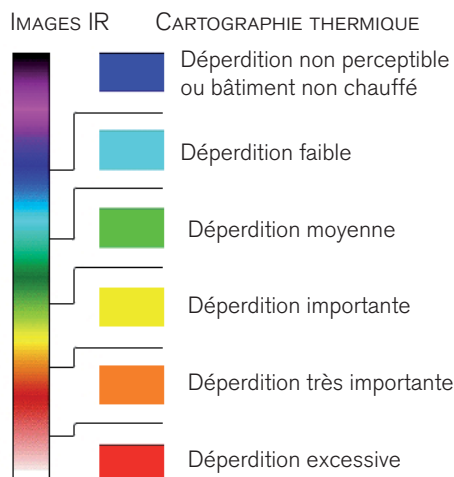 IMAGES IR CARTOGRAPHIE THERMIQUE
Déperdition non perceptible
ou bâtiment non chauffé
Déperdition faible
Déperdition moyenne
Déperdition importante
Déperdition très importante
Déperdition excessive